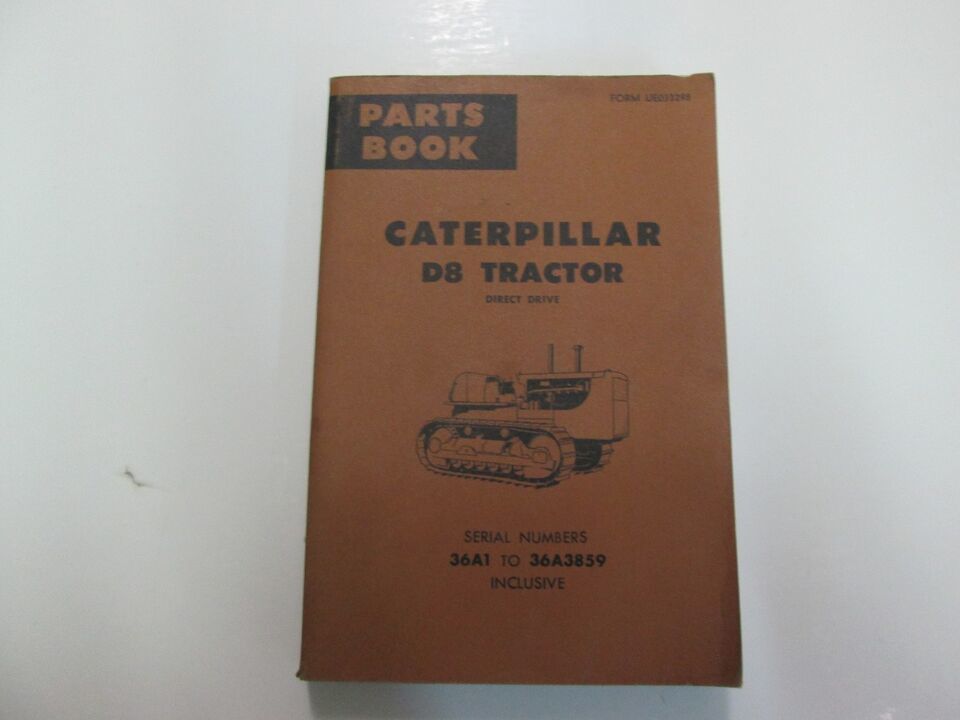 PARTS
BOOK
FORM
CATERPILLAR
D8 TRACTOR
DIRECT DRIVE
SERIAL NUMBERS
36A1 TO 36A3859
INCLUSIVE